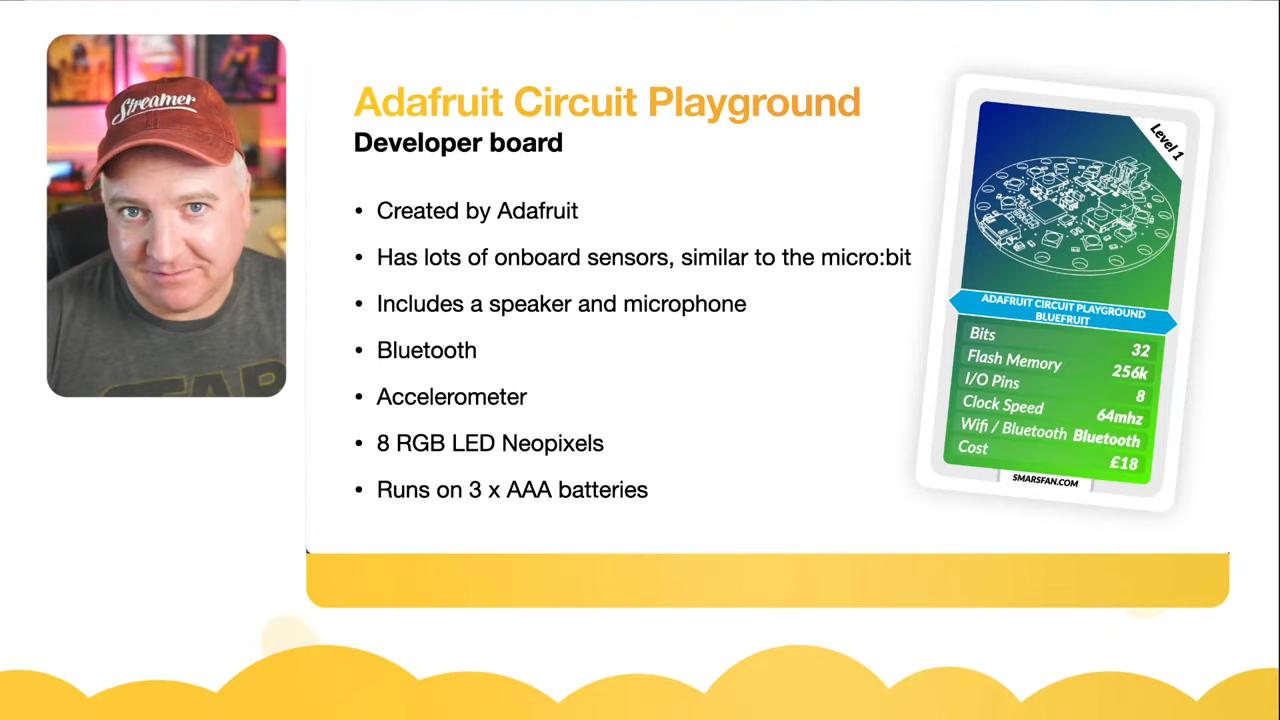 Streamer
STAR
Adafruit Circuit Playground
Developer board
• Created by Adafruit
• Has lots of onboard sensors, similar to the micro:bit
• Includes a speaker and microphone
• Bluetooth
• Accelerometer
• 8 RGB LED Neopixels
• Runs on 3 x AAA batteries
Level 1
ADAFRUIT CIRCUIT PLAYGROUND
BLUEFRUIT
Bits 32
Flash Memory 256k
I/O Pins 8
Clock Speed 64mhz
Wifi / Bluetooth Bluetooth
Cost £18
SMARSFAN.COM